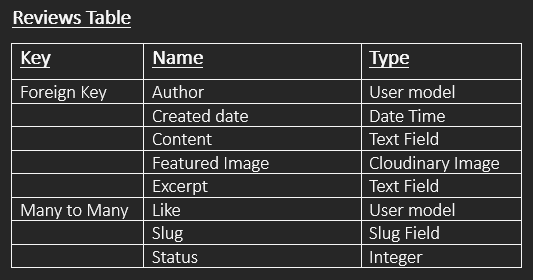 Reviews Table
Key Name Type
Foreign Key Author User model
Created date Date Time
Content Text Field
Featured Image Cloudinary Image
Excerpt Text Field
Many to Many Like User model
Slug Slug Field
Status Integer